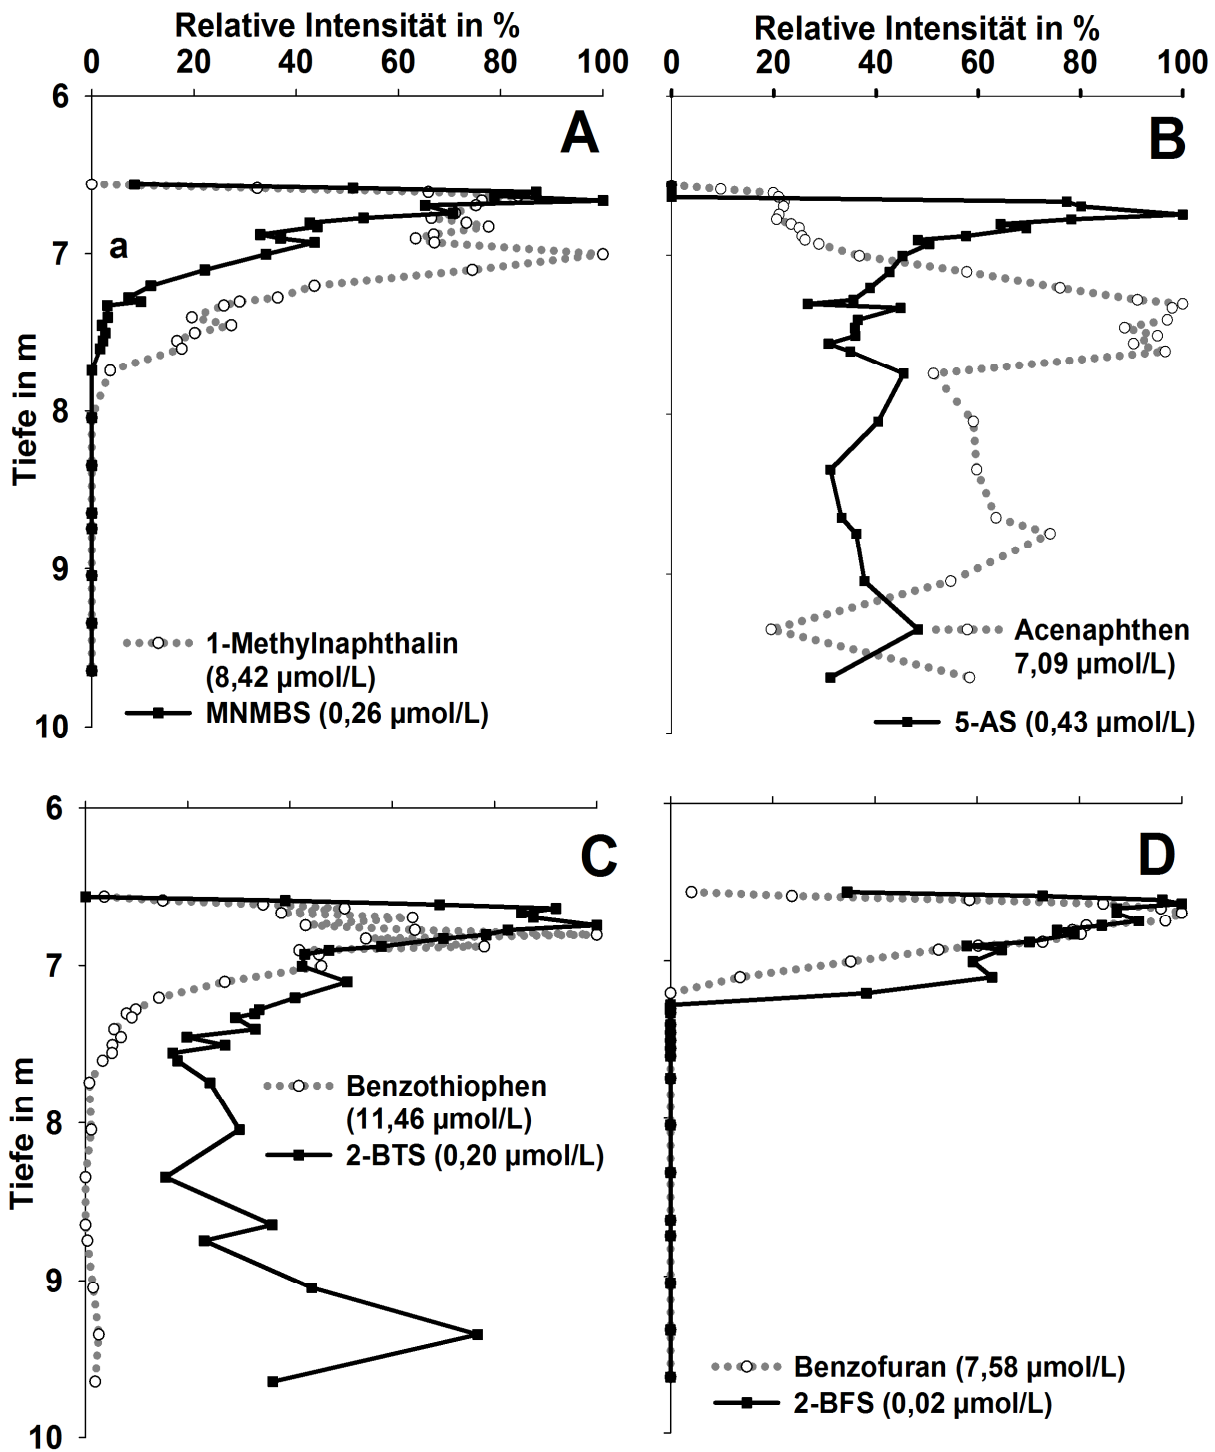 Relative Intensität in %
Relative Intensität in %
0 20 40 60 80 100
0 20 40 60 80 100
6
A
B
a
7
8
Tiefe in m
9
1-Methylnaphthalin
(8,42 µmol/L)
MNMBS (0,26 µmol/L)
Acenaphthen
7,09 µmol/L)
5-AS (0,43 µmol/L)
10
6
C
D
7
Benzothiophen
(11,46 µmol/L)
2-BTS (0,20 µmol/L)
8
Tiefe in m
9
Benzofuran (7,58 µmol/L)
2-BFS (0,02 µmol/L)
10